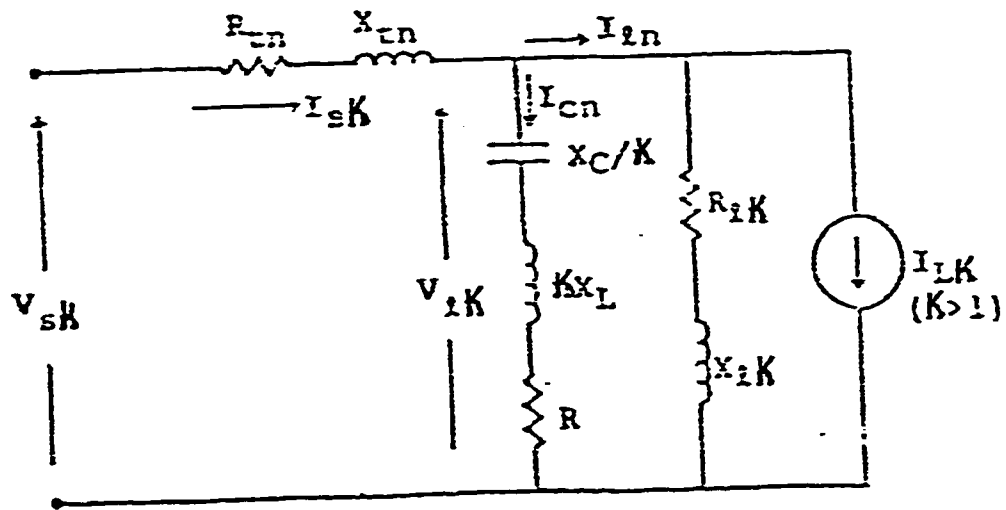 R_tn X_tn I_ℓn
I_sK I_cn
X_C/K
R_ℓK
V_sK V_ℓK KX_L I_LK
(K>1)
X_ℓK
R